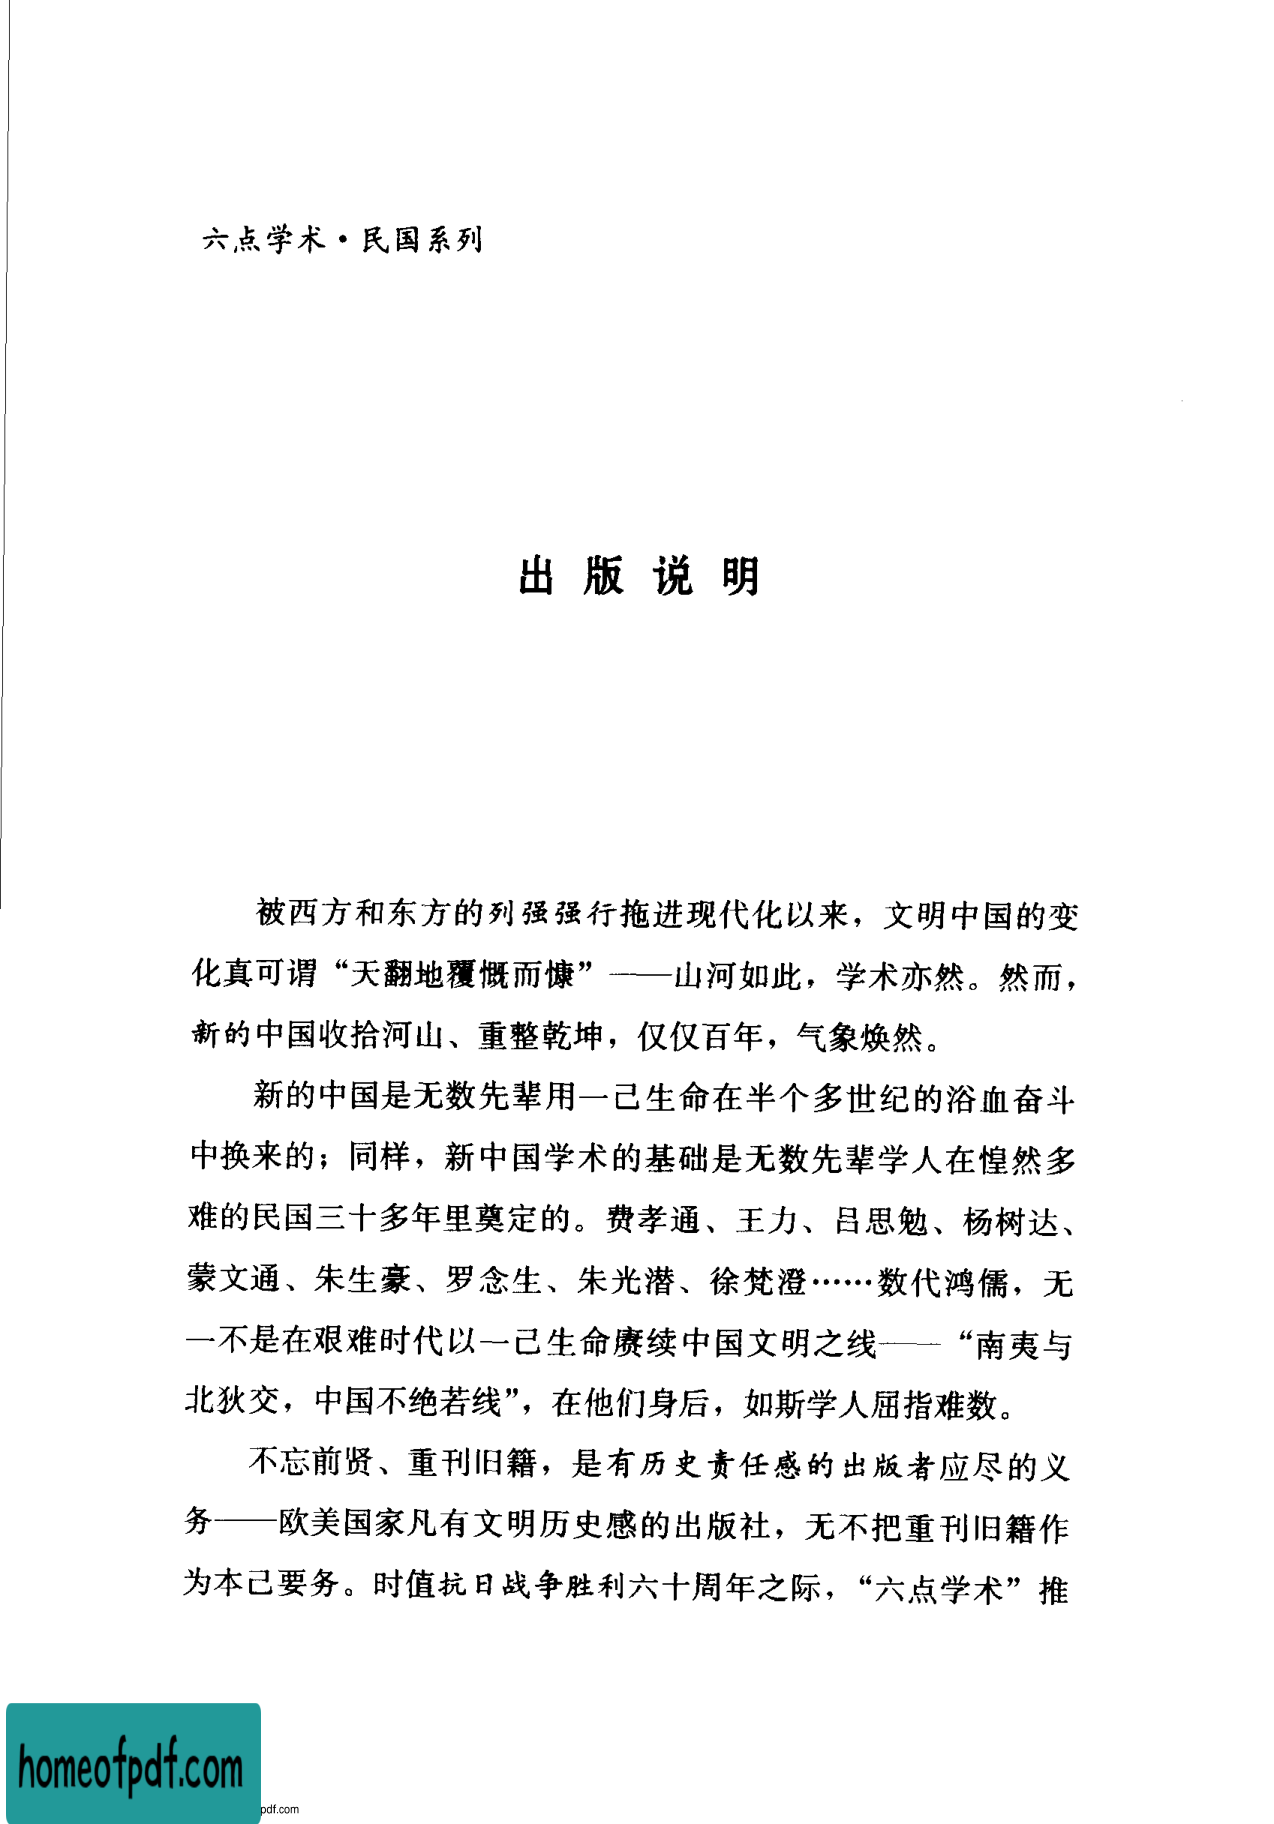 六点学术·民国系列
出版说明
被西方和东方的列强强行拖进现代化以来，文明中国的变
化真可谓“天翻地覆慨而慷”——山河如此，学术亦然。然而，
新的中国收拾河山、重整乾坤，仅仅百年，气象焕然。
新的中国是无数先辈用一己生命在半个多世纪的浴血奋斗
中换来的；同样，新中国学术的基础是无数先辈学人在惶然多
难的民国三十多年里奠定的。费孝通、王力、吕思勉、杨树达、
蒙文通、朱生豪、罗念生、朱光潜、徐梵澄……数代鸿儒，无
一不是在艰难时代以一己生命赓续中国文明之线——“南夷与
北狄交，中国不绝若线”，在他们身后，如斯学人屈指难数。
不忘前贤、重刊旧籍，是有历史责任感的出版者应尽的义
务——欧美国家凡有文明历史感的出版社，无不把重刊旧籍作
为本己要务。时值抗日战争胜利六十周年之际，“六点学术”推
homeofpdf.com
pdf.com